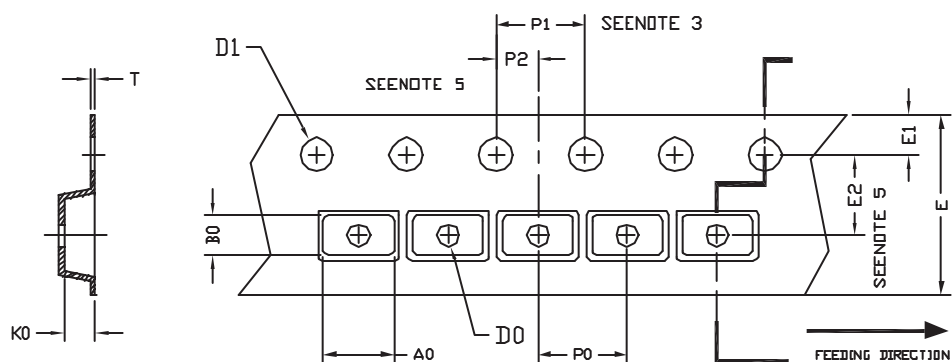 P1
SEENOTE 3
D1
P2
T
SEENOTE 5
E1
E2
E
B0
SEENOTE 5
K0
A0
D0
P0
FEEDING DIRECTION